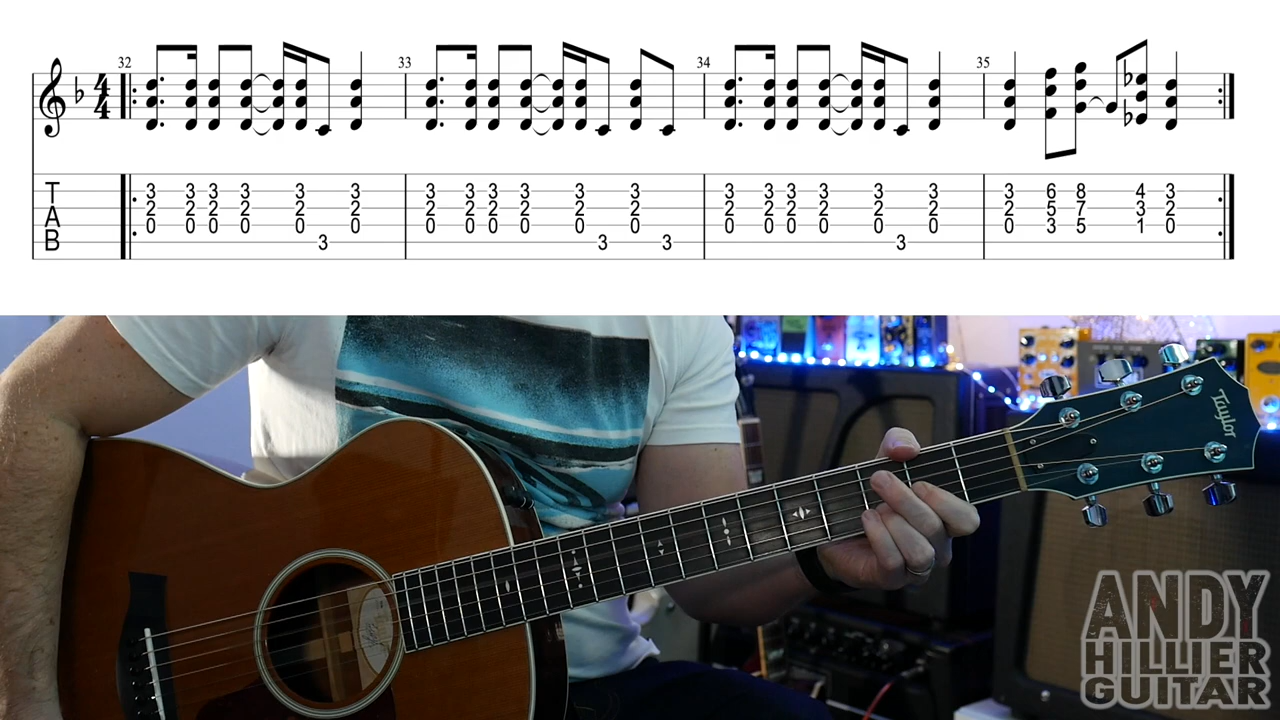 32 33 34 35
4
4
T 3 3 3 3 3 3 3 3 3 3 3 3 3 3 3 3 3 3 3 6 8 4 3
A 2 2 2 2 2 2 2 2 2 2 2 2 2 2 2 2 2 2 2 5 7 3 2
0 0 0 0 0 0 0 0 0 0 0 0 0 0 0 0 0 0 0 3 5 1 0
B 3 3 3 3
Taylor
ANDY
HILLIER
GUITAR